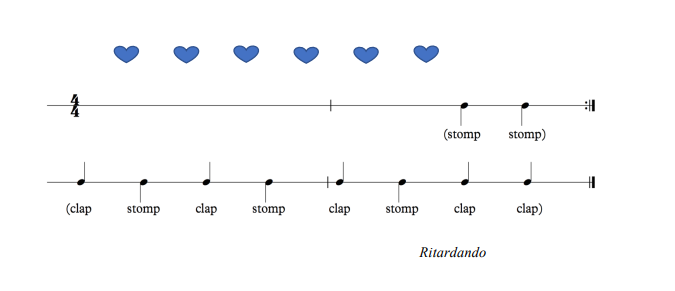 4
4
(stomp stomp)
(clap stomp clap stomp clap stomp clap clap)
Ritardando